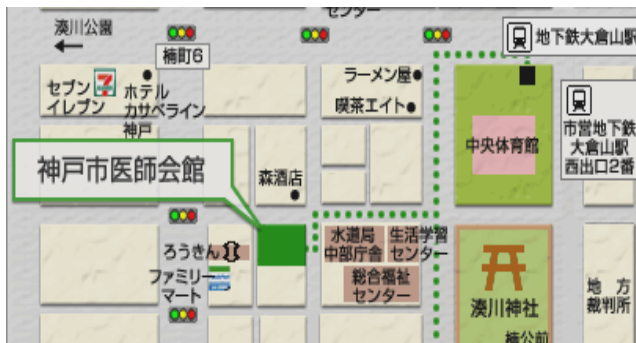 センター
湊川公園
楠町6
地下鉄大倉山駅
セブン
イレブン
ホテル
カサベライン
神戸
ラーメン屋
喫茶エイト
市営地下鉄
大倉山駅
西出口2番
中央体育館
神戸市医師会館
森酒店
ろうきん
ファミリー
マート
水道局
中部庁舎
生活学習
センター
総合福祉
センター
湊川神社
地方
裁判所
楠公前